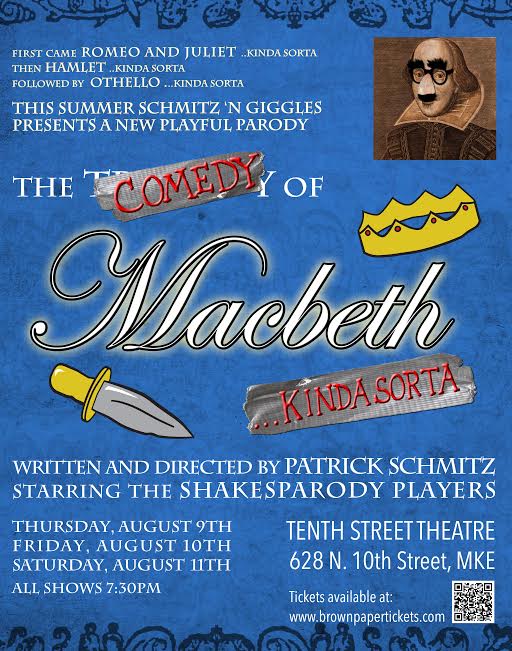 FIRST CAME ROMEO AND JULIET ..KINDA SORTA
THEN HAMLET ..KINDA SORTA
FOLLOWED BY OTHELLO ...KINDA SORTA
THIS SUMMER SCHMITZ 'N GIGGLES
PRESENTS A NEW PLAYFUL PARODY
THE COMEDY OF
Macbeth
...KINDA SORTA
WRITTEN AND DIRECTED BY PATRICK SCHMITZ
STARRING THE SHAKESPARODY PLAYERS
THURSDAY, AUGUST 9TH
FRIDAY, AUGUST 10TH
SATURDAY, AUGUST 11TH
ALL SHOWS 7:30PM
TENTH STREET THEATRE
628 N. 10th Street, MKE
Tickets available at:
www.brownpapertickets.com